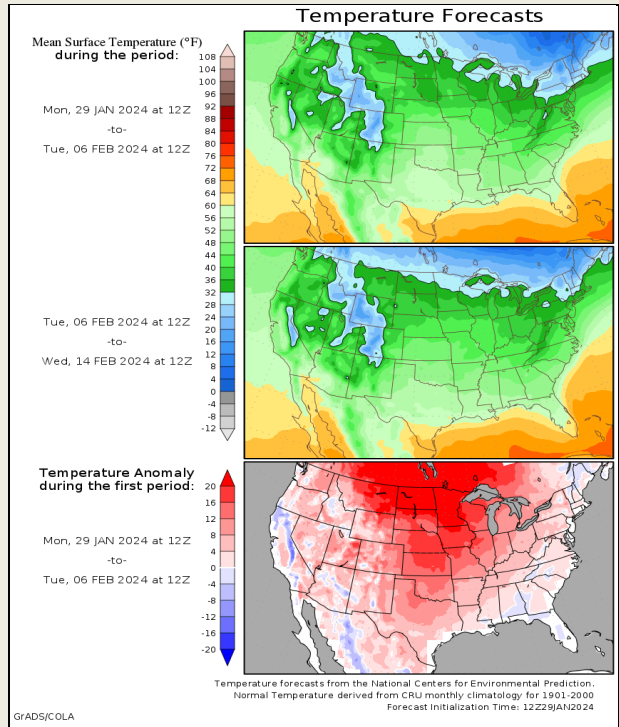 Temperature Forecasts
Mean Surface Temperature (°F)
during the period:
Mon, 29 JAN 2024 at 12Z
-to-
Tue, 06 FEB 2024 at 12Z
108
104
100
96
92
88
84
80
76
72
68
64
60
56
52
48
44
40
36
32
28
24
20
16
12
8
4
0
-4
-8
-12
Tue, 06 FEB 2024 at 12Z
-to-
Wed, 14 FEB 2024 at 12Z
Temperature Anomaly
during the first period:
Mon, 29 JAN 2024 at 12Z
-to-
Tue, 06 FEB 2024 at 12Z
20
16
12
8
4
0
-4
-8
-12
-16
-20
Temperature forecasts from the National Centers for Environmental Prediction.
Normal Temperature derived from CRU monthly climatology for 1901-2000
Forecast Initialization Time: 12Z29JAN2024
GrADS/COLA